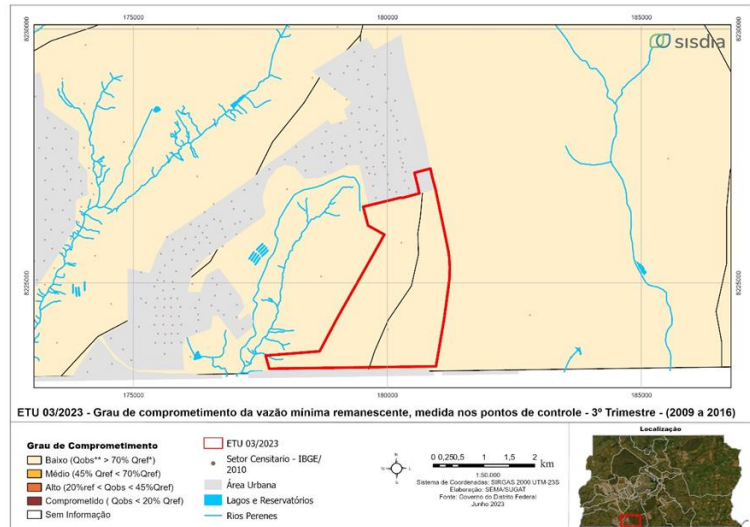 175000
180000
185000
8230000
8230000
sisdia
8225000
8225000
175000
180000
185000
ETU 03/2023 - Grau de comprometimento da vazão mínima remanescente, medida nos pontos de controle - 3º Trimestre - (2009 a 2016)
Grau de Comprometimento
Baixo (Qobs** > 70% Qref*)
Médio (45% Qref < 70%Qref)
Alto (20%ref < Qobs < 45%Qref)
Comprometido ( Qobs < 20% Qref)
Sem Informação
ETU 03/2023
Setor Censitario - IBGE/
2010
Área Urbana
Lagos e Reservatórios
Rios Perenes
0 0,25 0,5 1 1,5 2
km
1:50.000
Sistema de Coordenadas: SIRGAS 2000 UTM-23S
Elaboração: SEMA/SUGAT
Fonte: Governo do Distrito Federal
Junho 2023
Localização